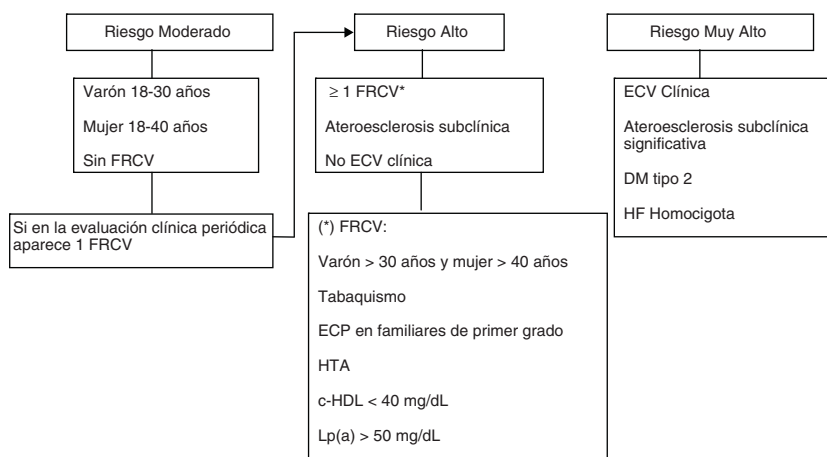 Riesgo Moderado
Varón 18-30 años
Mujer 18-40 años
Sin FRCV
Si en la evaluación clínica periódica
aparece 1 FRCV
Riesgo Alto
≥ 1 FRCV*
Ateroesclerosis subclínica
No ECV clínica
(*) FRCV:
Varón > 30 años y mujer > 40 años
Tabaquismo
ECP en familiares de primer grado
HTA
c-HDL < 40 mg/dL
Lp(a) > 50 mg/dL
Riesgo Muy Alto
ECV Clínica
Ateroesclerosis subclínica
significativa
DM tipo 2
HF Homocigota